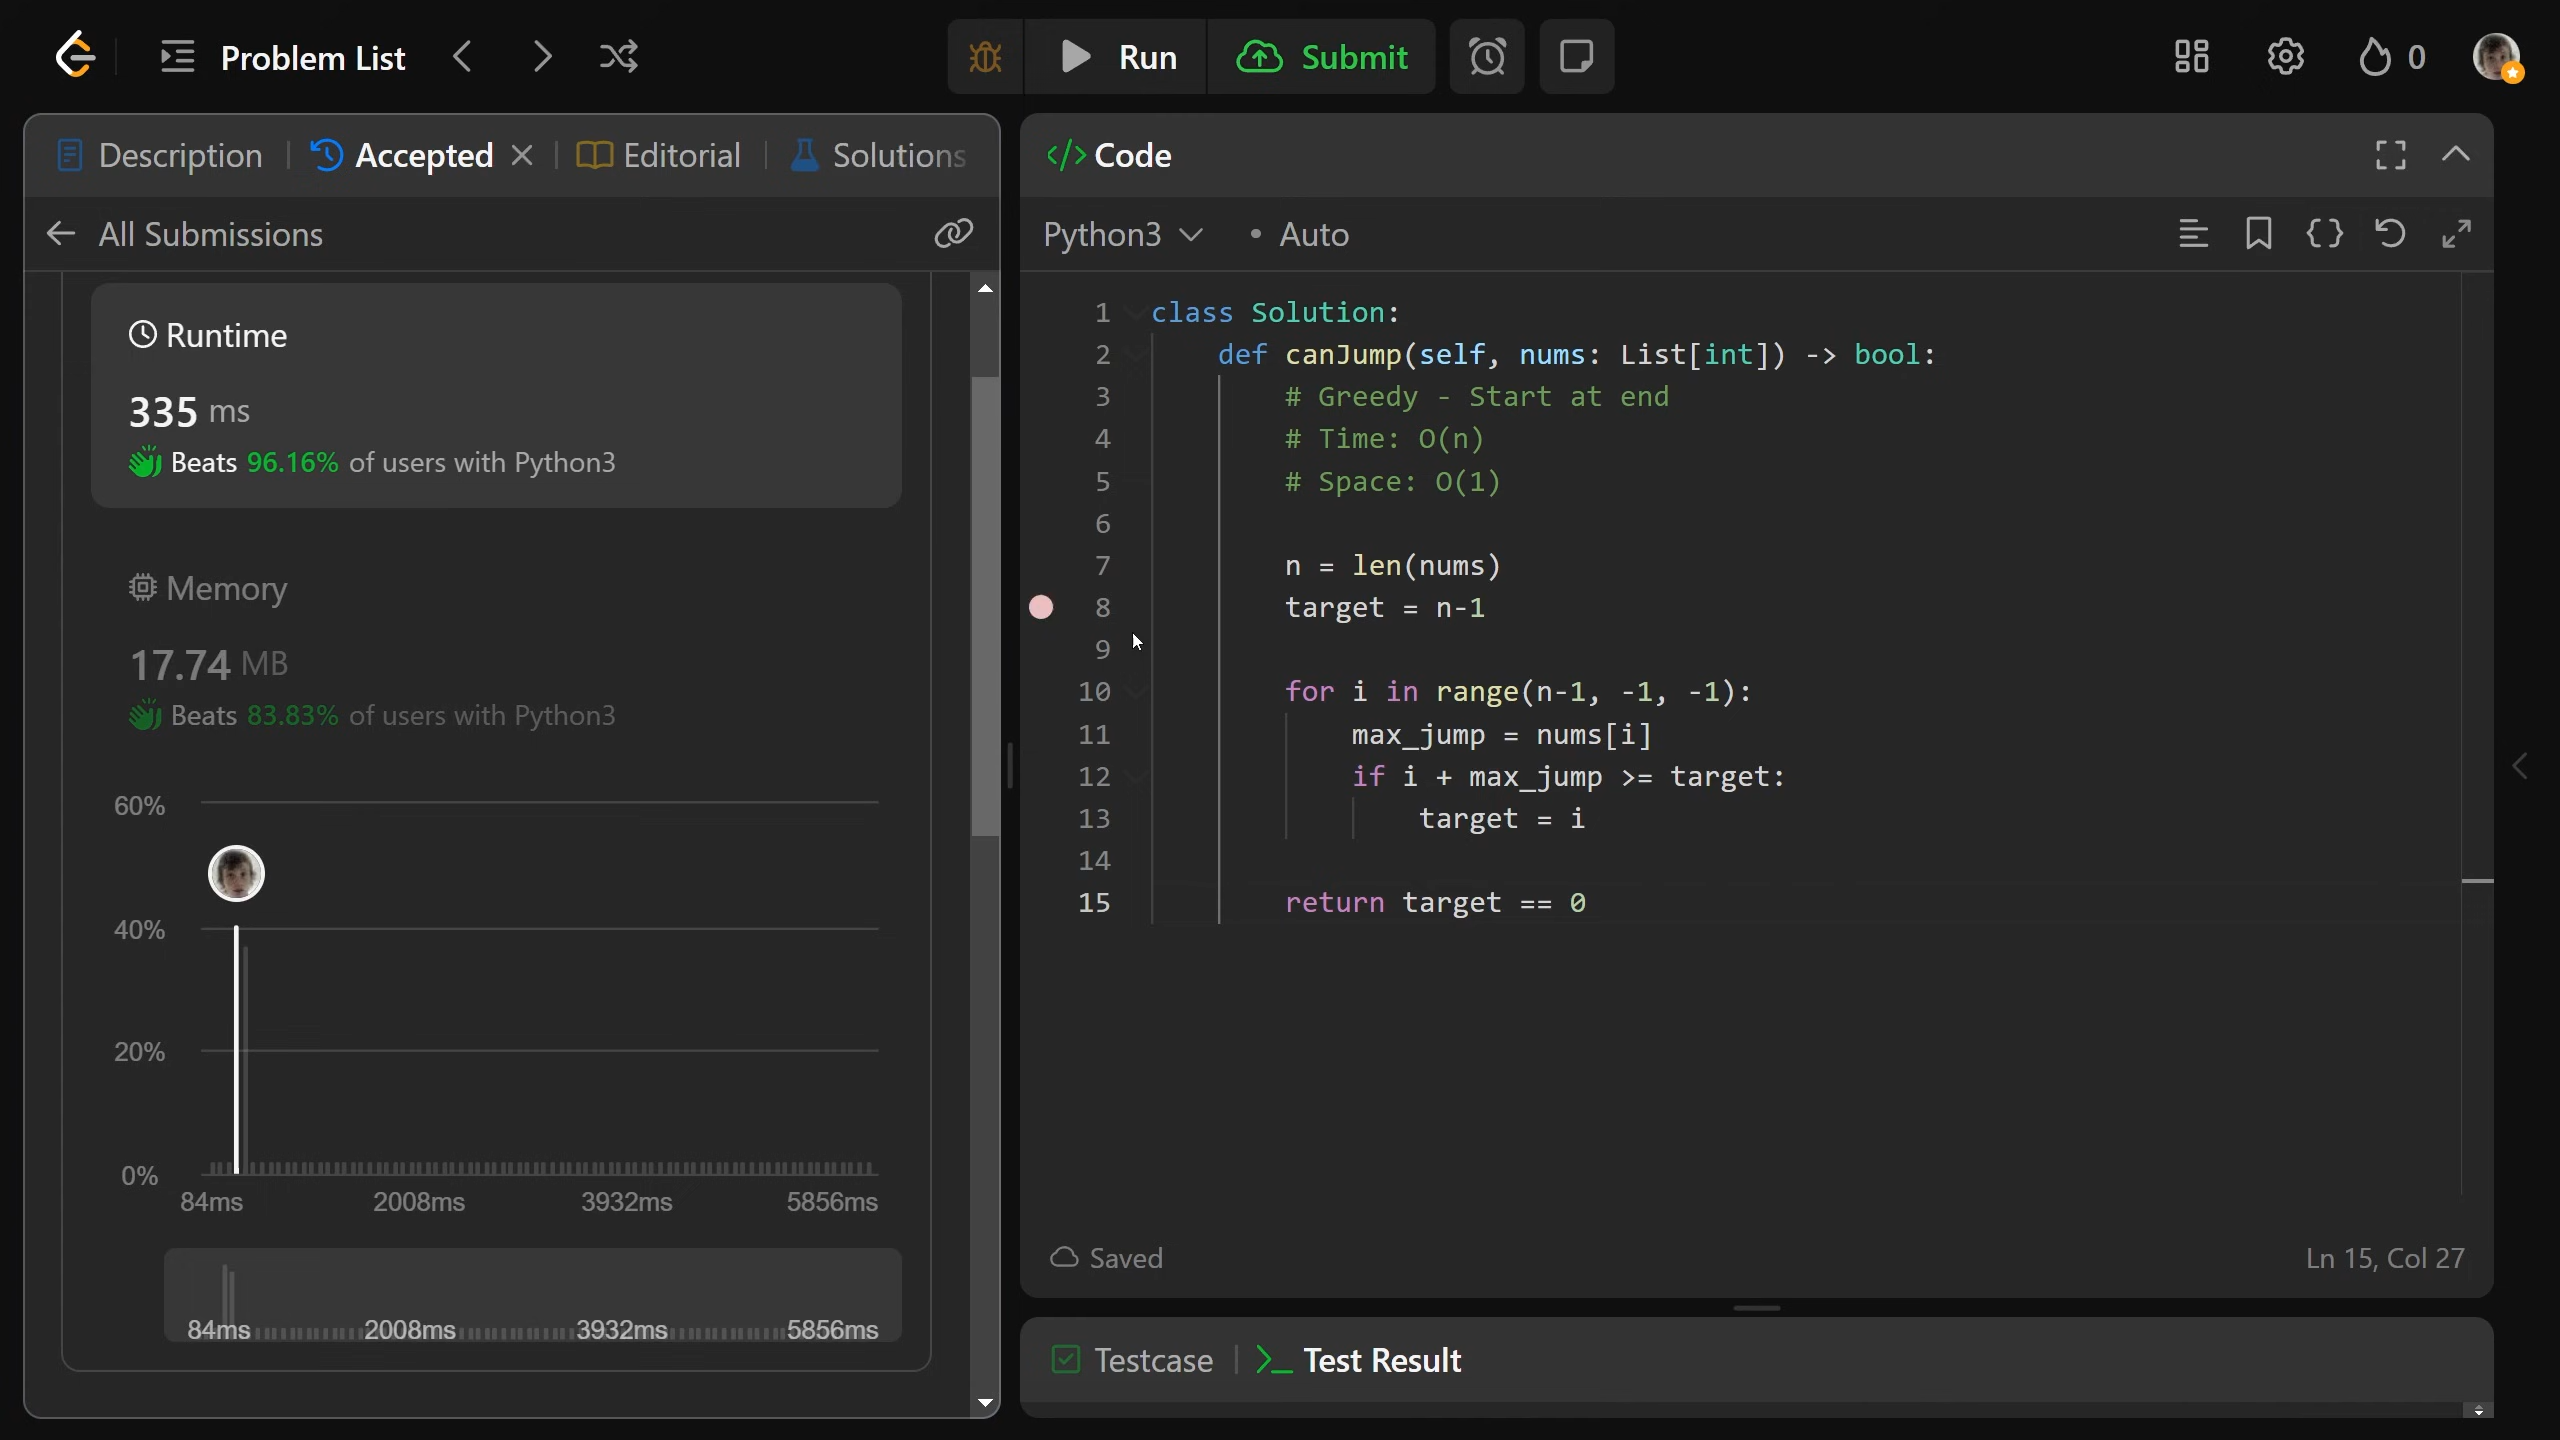 Problem List
Run
Submit
0
Description
Accepted
Editorial
Solutions
All Submissions
Runtime
335 ms
Beats 96.16% of users with Python3
Memory
17.74 MB
Beats 83.83% of users with Python3
60%
40%
20%
0%
84ms 2008ms 3932ms 5856ms
84ms 2008ms 3932ms 5856ms
</> Code
Python3 • Auto
1 class Solution:
2 def canJump(self, nums: List[int]) -> bool:
3 # Greedy - Start at end
4 # Time: O(n)
5 # Space: O(1)
6
7 n = len(nums)
8 target = n-1
9
10 for i in range(n-1, -1, -1):
11 max_jump = nums[i]
12 if i + max_jump >= target:
13 target = i
14
15 return target == 0
Saved
Ln 15, Col 27
Testcase
>_ Test Result